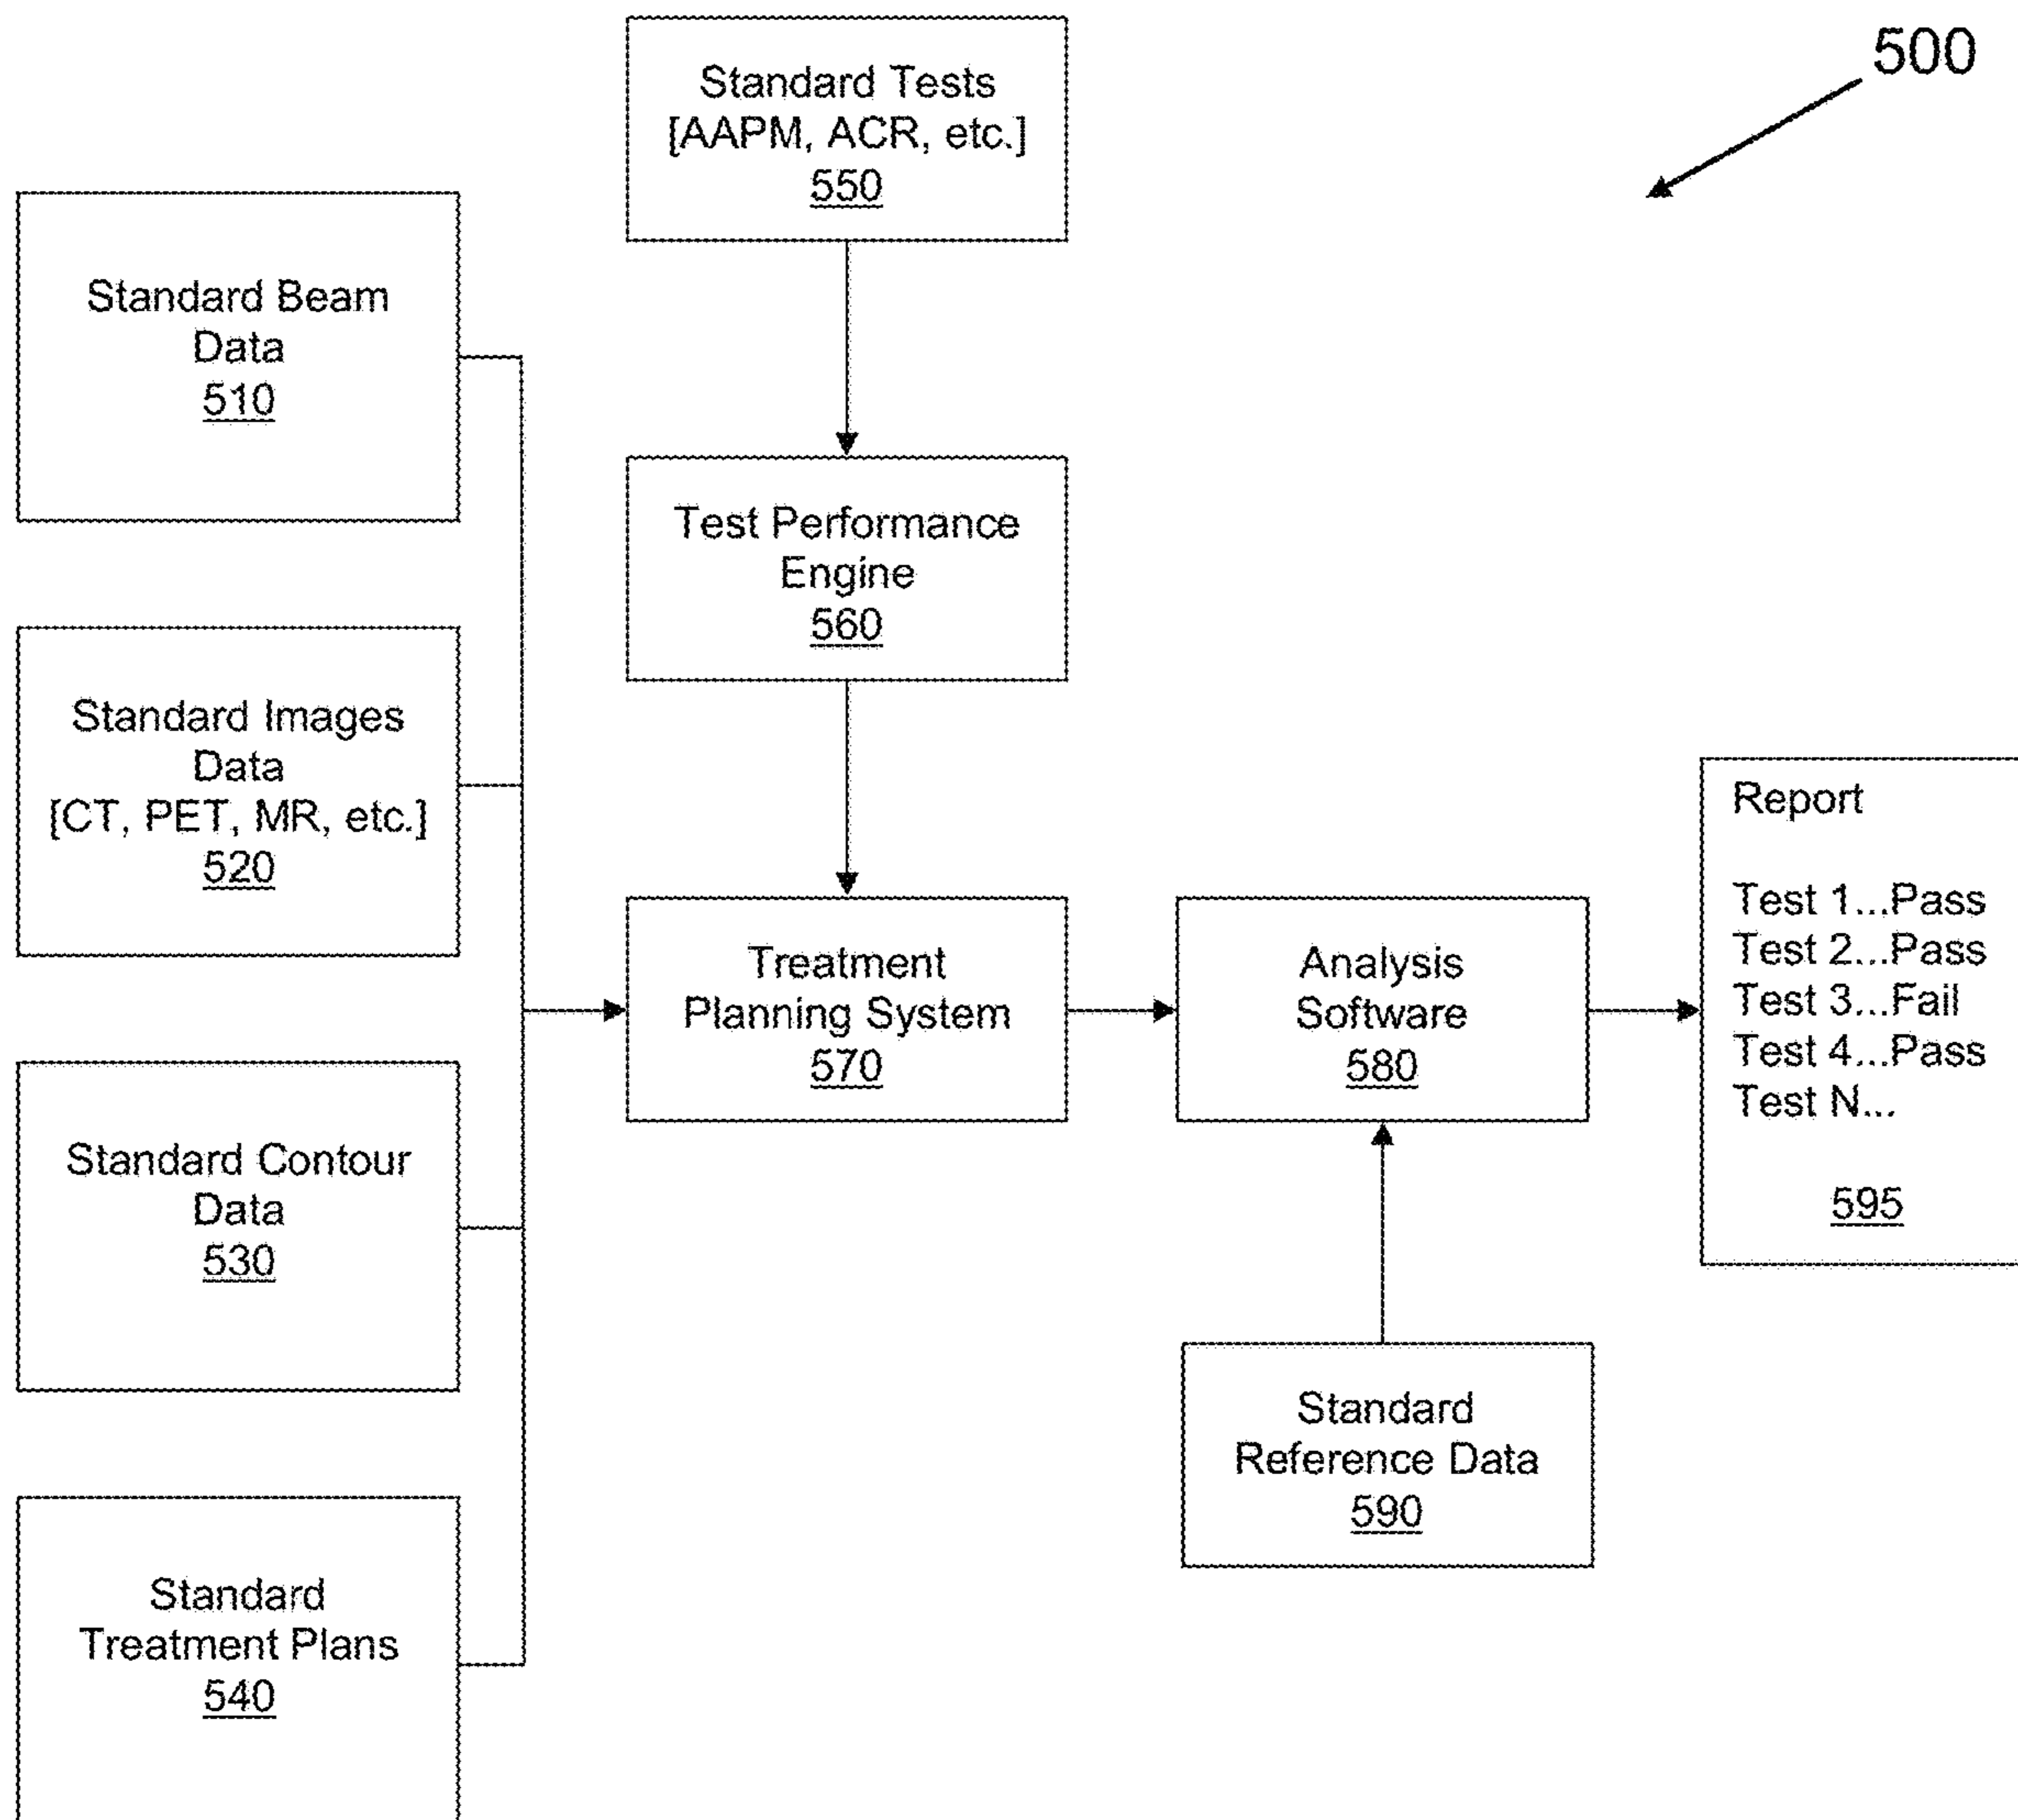 500
Standard Tests
[AAPM, ACR, etc.]
550
Standard Beam
Data
510
Test Performance
Engine
560
Standard Images
Data
[CT, PET, MR, etc.]
520
Treatment
Planning System
570
Analysis
Software
580
Report
Test 1...Pass
Test 2...Pass
Test 3...Fail
Test 4...Pass
Test N...
595
Standard Contour
Data
530
Standard
Reference Data
590
Standard
Treatment Plans
540